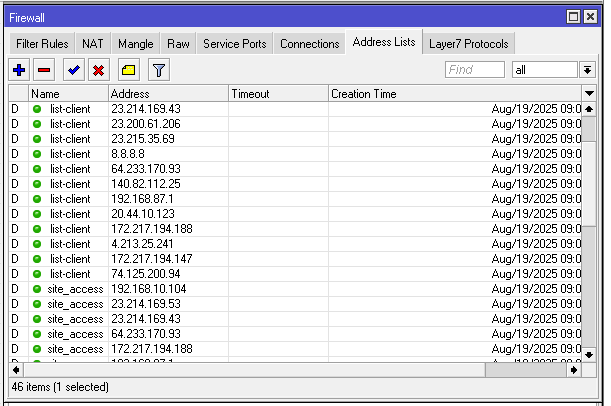 Firewall
Filter Rules NAT Mangle Raw Service Ports Connections Address Lists Layer7 Protocols
Find all
Name Address Timeout Creation Time
D list-client 23.214.169.43 Aug/19/2025 09:0
D list-client 23.200.61.206 Aug/19/2025 09:0
D list-client 23.215.35.69 Aug/19/2025 09:0
D list-client 8.8.8.8 Aug/19/2025 09:0
D list-client 64.233.170.93 Aug/19/2025 09:0
D list-client 140.82.112.25 Aug/19/2025 09:0
D list-client 192.168.87.1 Aug/19/2025 09:0
D list-client 20.44.10.123 Aug/19/2025 09:0
D list-client 172.217.194.188 Aug/19/2025 09:0
D list-client 4.213.25.241 Aug/19/2025 09:0
D list-client 172.217.194.147 Aug/19/2025 09:0
D list-client 74.125.200.94 Aug/19/2025 09:0
D site_access 192.168.10.104 Aug/19/2025 09:0
D site_access 23.214.169.53 Aug/19/2025 09:0
D site_access 23.214.169.43 Aug/19/2025 09:0
D site_access 64.233.170.93 Aug/19/2025 09:0
D site_access 172.217.194.188 Aug/19/2025 09:0
46 items (1 selected)